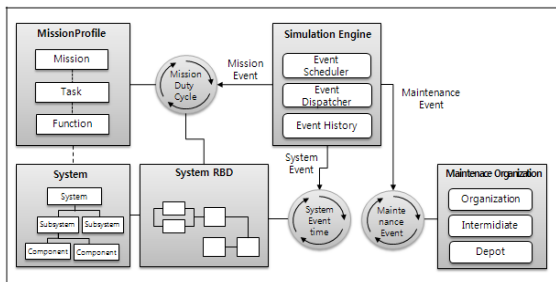 MissionProfile
Mission
Task
Function
Mission
Duty
Cycle
Mission
Event
Simulation Engine
Event
Scheduler
Event
Dispatcher
Event History
Maintenance
Event
System
Event
System
System
Subsystem
Subsystem
Component
Component
System RBD
System
Event
time
Mainte
nance
Event
Maintenace Organization
Organization
Intermidiate
Depot